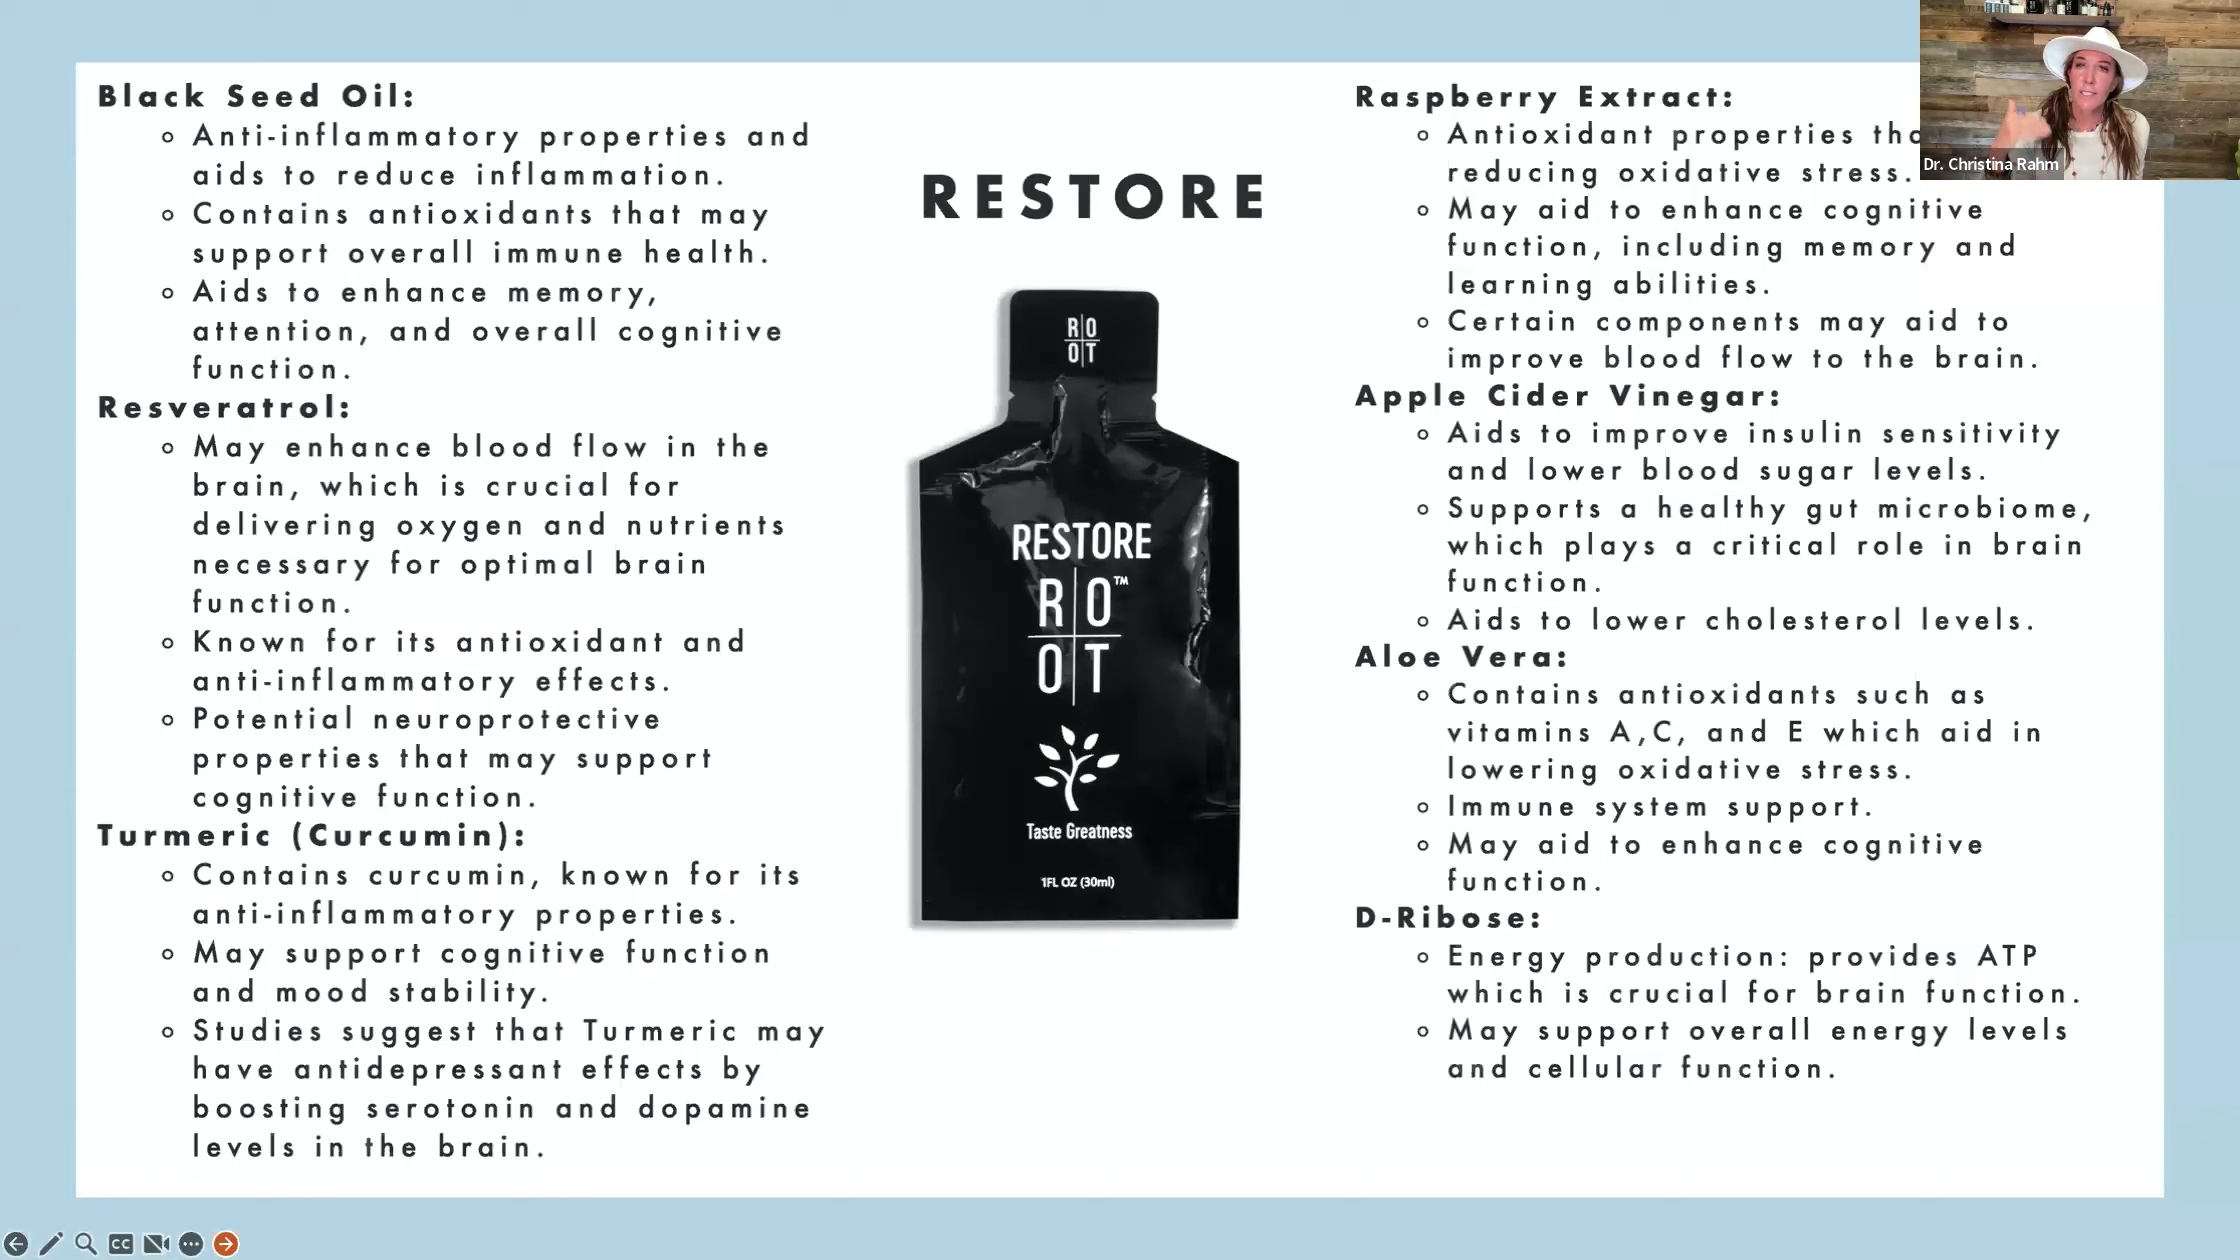 Black Seed Oil:
Anti-inflammatory properties and
aids to reduce inflammation.
Contains antioxidants that may
support overall immune health.
Aids to enhance memory,
attention, and overall cognitive
function.
Resveratrol:
May enhance blood flow in the
brain, which is crucial for
delivering oxygen and nutrients
necessary for optimal brain
function.
Known for its antioxidant and
anti-inflammatory effects.
Potential neuroprotective
properties that may support
cognitive function.
Turmeric (Curcumin):
Contains curcumin, known for its
anti-inflammatory properties.
May support cognitive function
and mood stability.
Studies suggest that Turmeric may
have antidepressant effects by
boosting serotonin and dopamine
levels in the brain.
RESTORE
RO
OT
RESTORE
RO™
OT
Taste Greatness
1FL OZ (30ml)
Raspberry Extract:
Antioxidant properties
reducing oxidative stress.
May aid to enhance cognitive
function, including memory and
learning abilities.
Certain components may aid to
improve blood flow to the brain.
Apple Cider Vinegar:
Aids to improve insulin sensitivity
and lower blood sugar levels.
Supports a healthy gut microbiome,
which plays a critical role in brain
function.
Aids to lower cholesterol levels.
Aloe Vera:
Contains antioxidants such as
vitamins A,C, and E which aid in
lowering oxidative stress.
Immune system support.
May aid to enhance cognitive
function.
D-Ribose:
Energy production: provides ATP
which is crucial for brain function.
May support overall energy levels
and cellular function.
Dr. Christina Rahm
CC